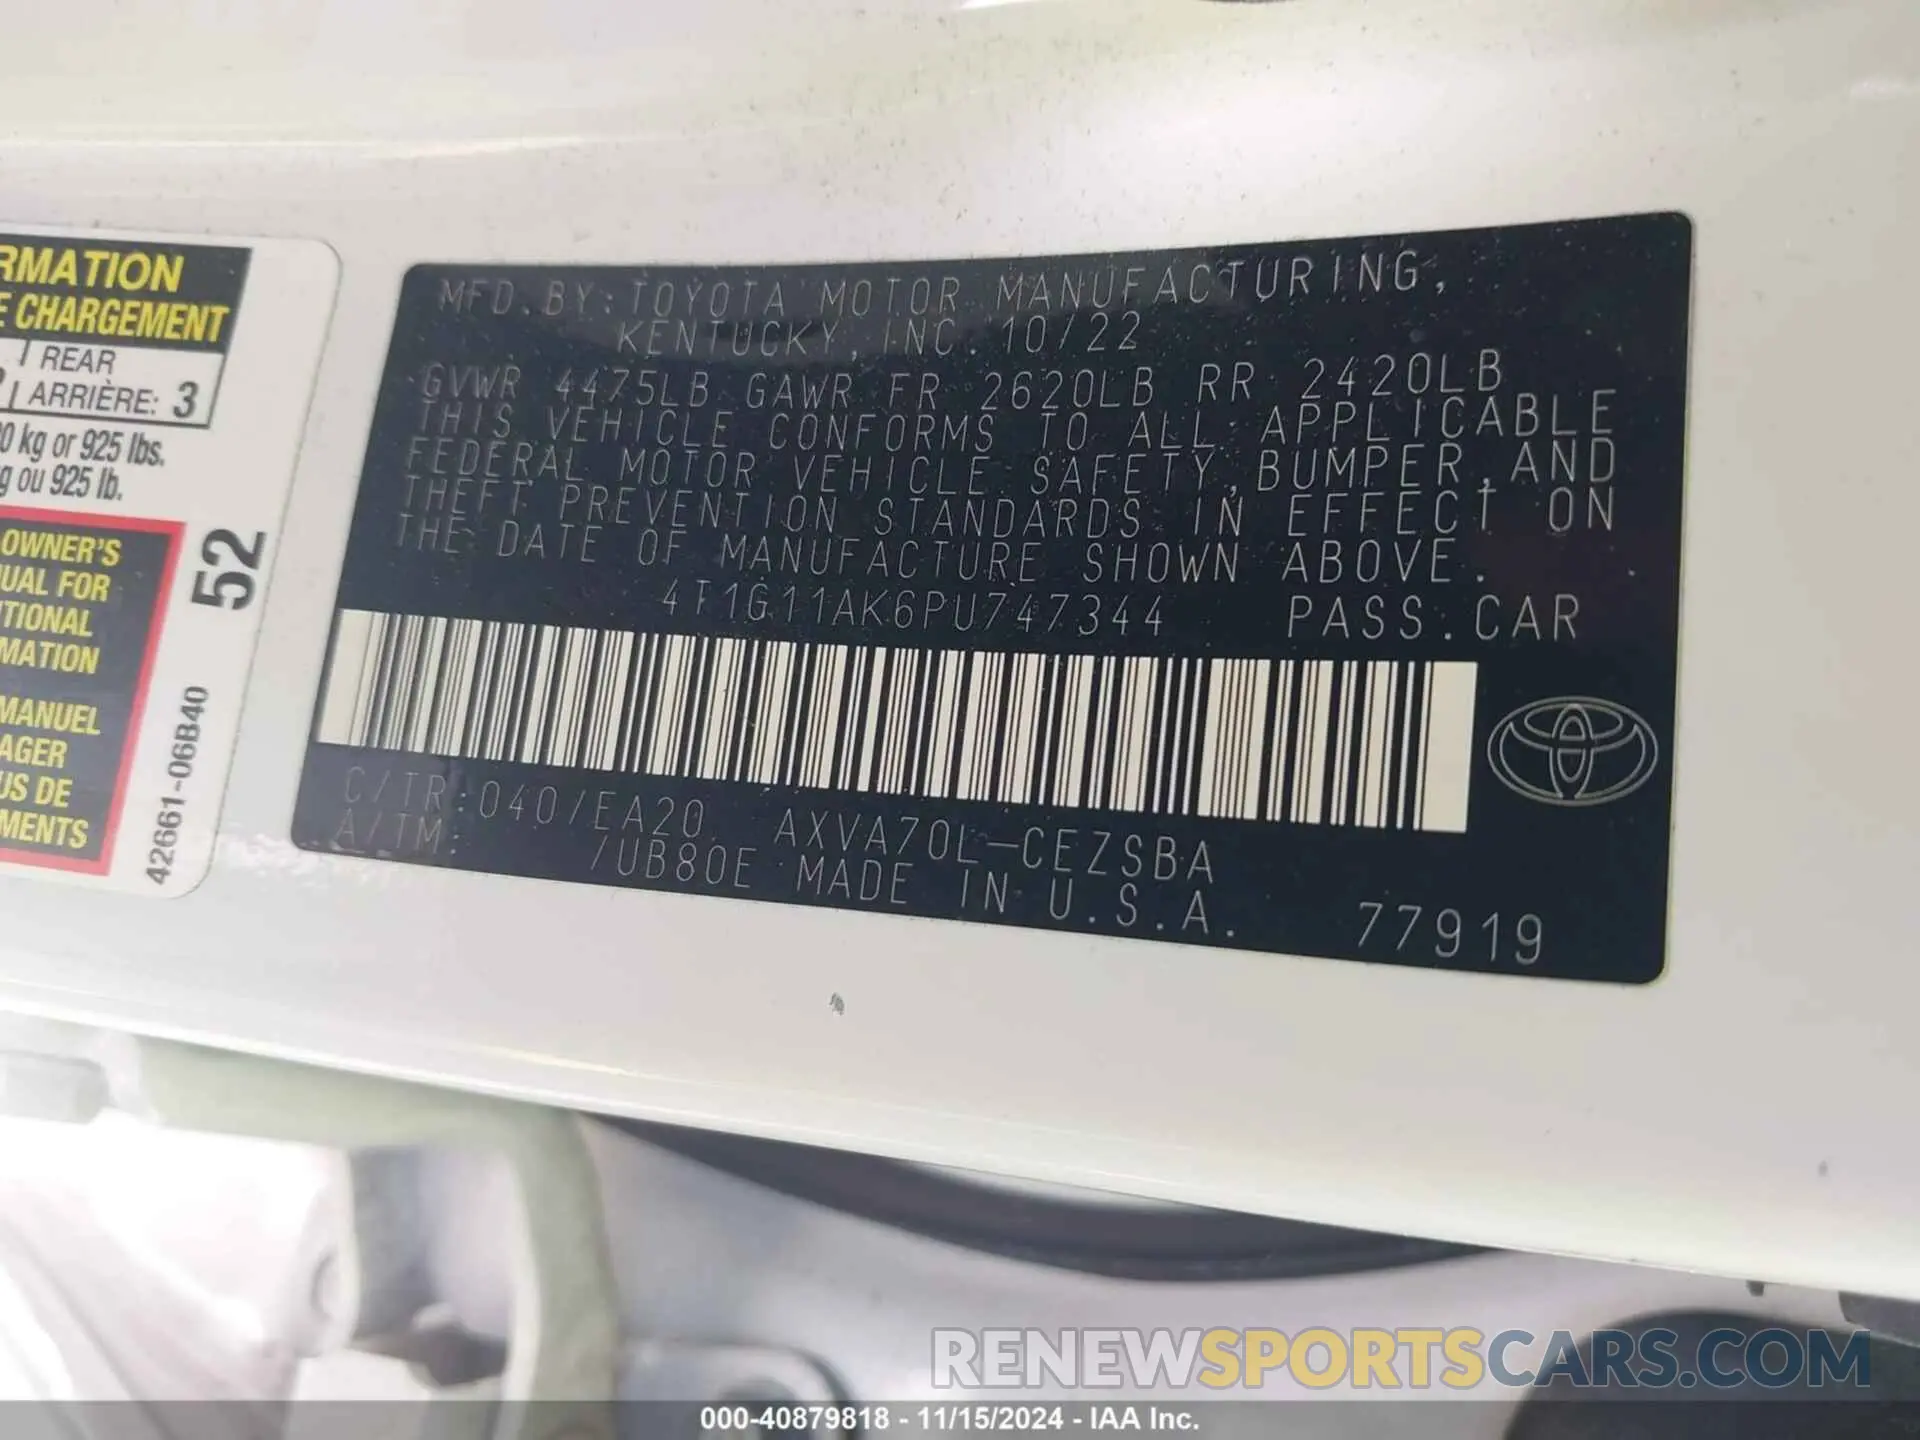 RMATION
E CHARGEMENT
REAR
ARRIÈRE: 3
0 kg or 925 lbs.
g ou 925 lb.
OWNER'S
UAL FOR
TIONAL
MATION
MANUEL
AGER
US DE
MENTS
52
42661-06B40
MFD. BY: TOYOTA MOTOR MANUFACTURING,
KENTUCKY, INC. 10/22
GVWR 4475LB GAWR FR 2620LB RR 2420LB
THIS VEHICLE CONFORMS TO ALL APPLICABLE
FEDERAL MOTOR VEHICLE SAFETY, BUMPER, AND
THEFT PREVENTION STANDARDS IN EFFECT ON
THE DATE OF MANUFACTURE SHOWN ABOVE.
4T1G11AK6PU747344 PASS. CAR
C/TR: 040/EA20 AXVA70L-CEZSBA
A/TM: /UB80E MADE IN U.S.A. 77919
RENEWSPORTSCARS.COM
000-40879818 - 11/15/2024 - IAA Inc.